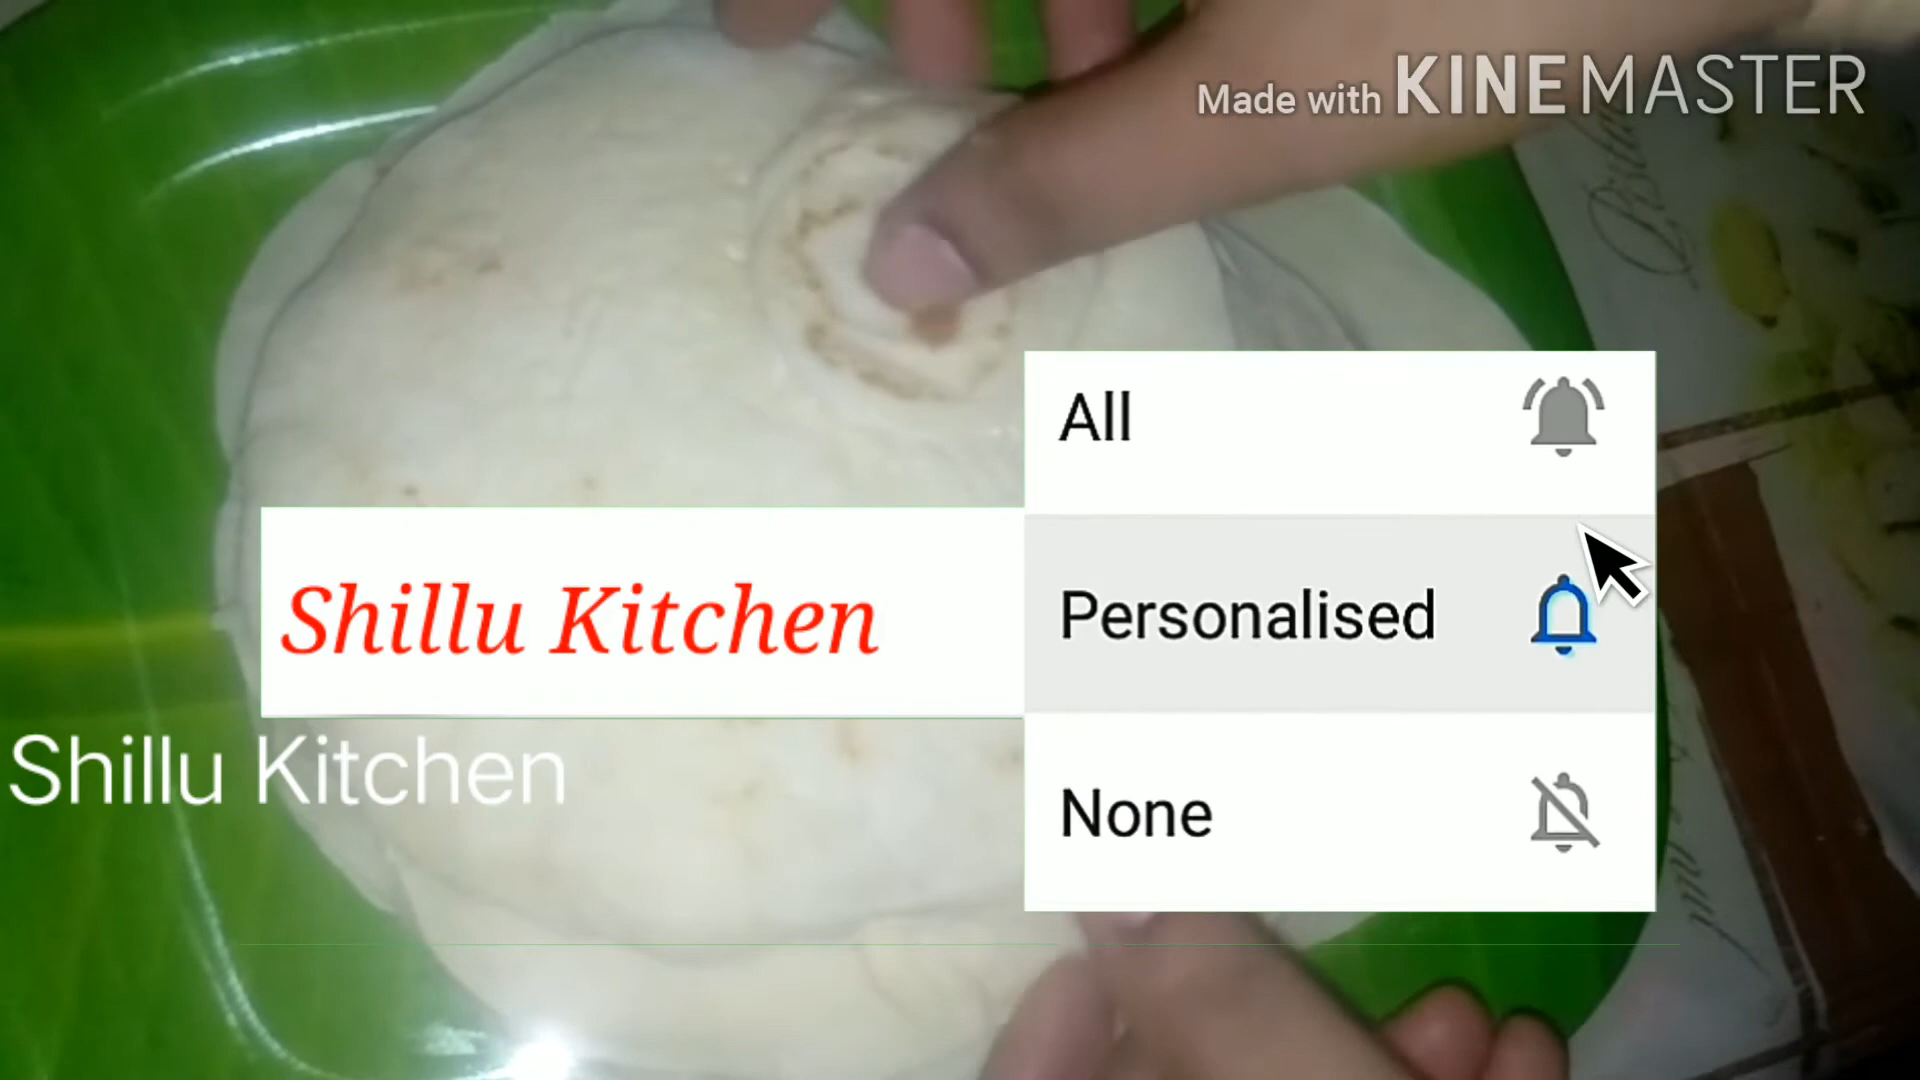 Made with KINEMASTER
All
Personalised
Shillu Kitchen
None
Shillu Kitchen